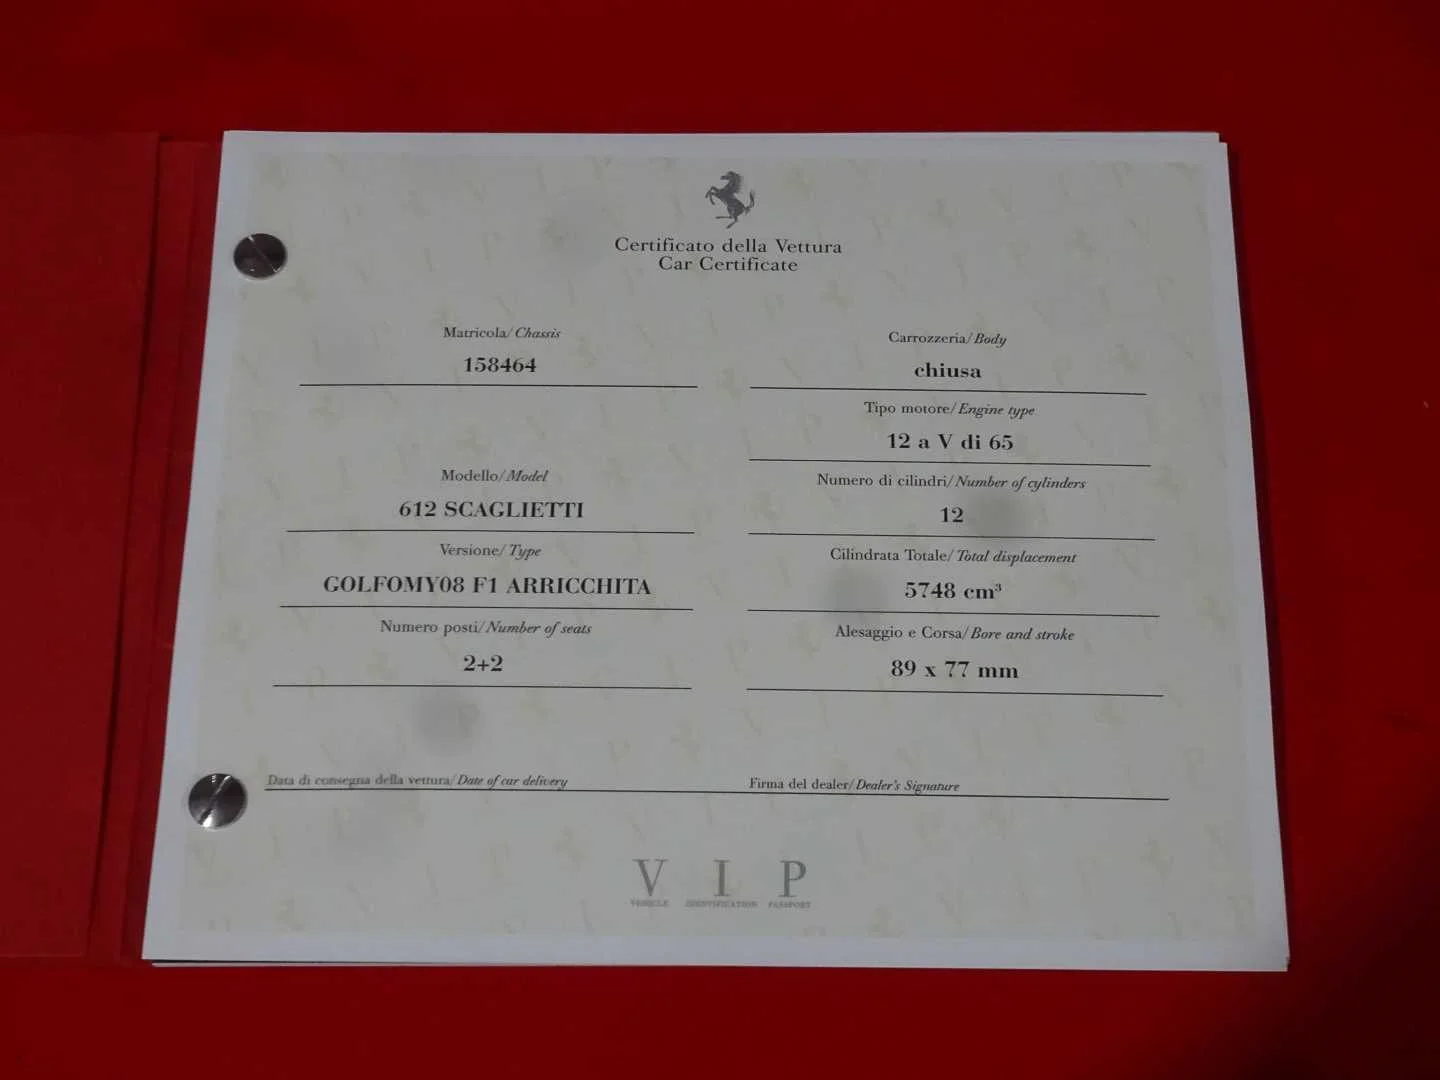 Certificato della Vettura
Car Certificate
Matricola/Chassis
158464
Modello/Model
612 SCAGLIETTI
Versione/Type
GOLFOMY08 F1 ARRICCHITA
Numero posti/Number of seats
2+2
Carrozzeria/Body
chiusa
Tipo motore/Engine type
12 a V di 65
Numero di cilindri/Number of cylinders
12
Cilindrata Totale/Total displacement
5748 cm³
Alesaggio e Corsa/Bore and stroke
89 x 77 mm
Data di consegna della vettura/Date of car delivery
Firma del dealer/Dealer's Signature
V I P
VEHICLE IDENTIFICATION PASSPORT